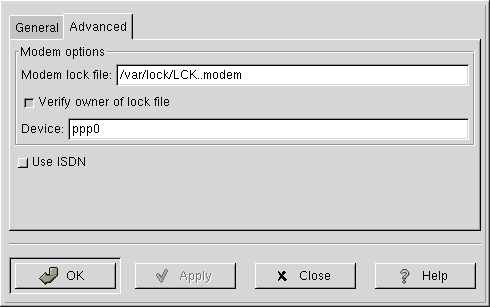 General Advanced
Modem options
Modem lock file: /var/lock/LCK..modem
Verify owner of lock file
Device: ppp0
Use ISDN
OK Apply Close Help